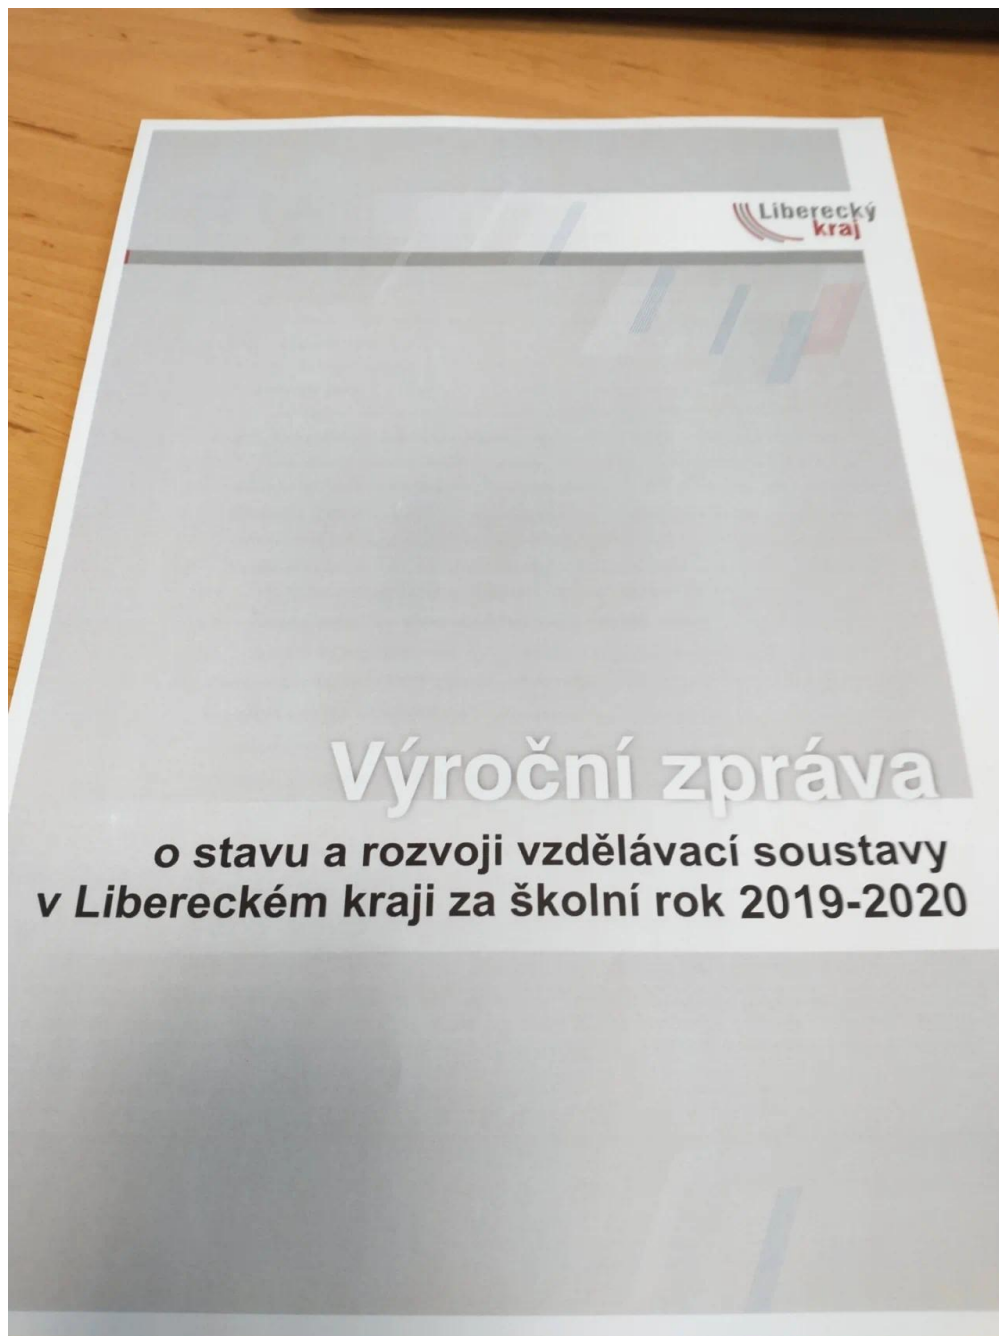 Liberecký
kraj
Výroční zpráva
o stavu a rozvoji vzdělávací soustavy
v Libereckém kraji za školní rok 2019-2020